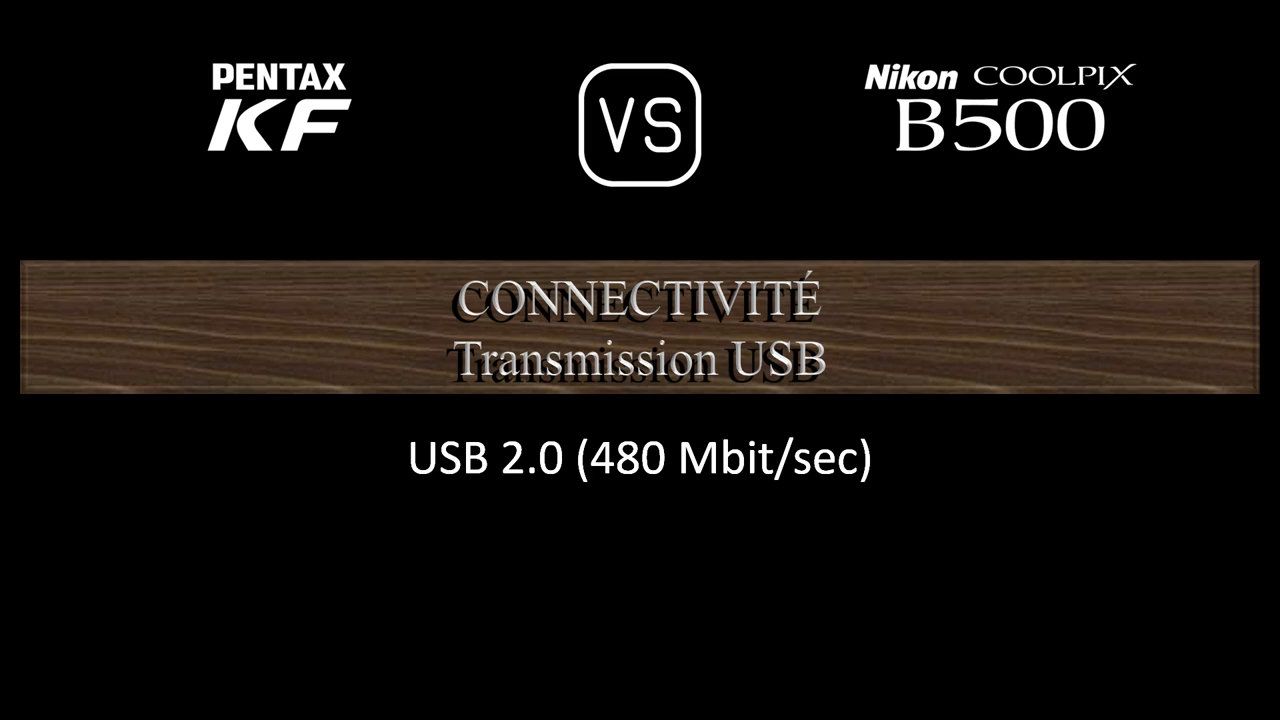 PENTAX
KF
VS
Nikon COOLPIX
B500
CONNECTIVITÉ
Transmission USB
USB 2.0 (480 Mbit/sec)